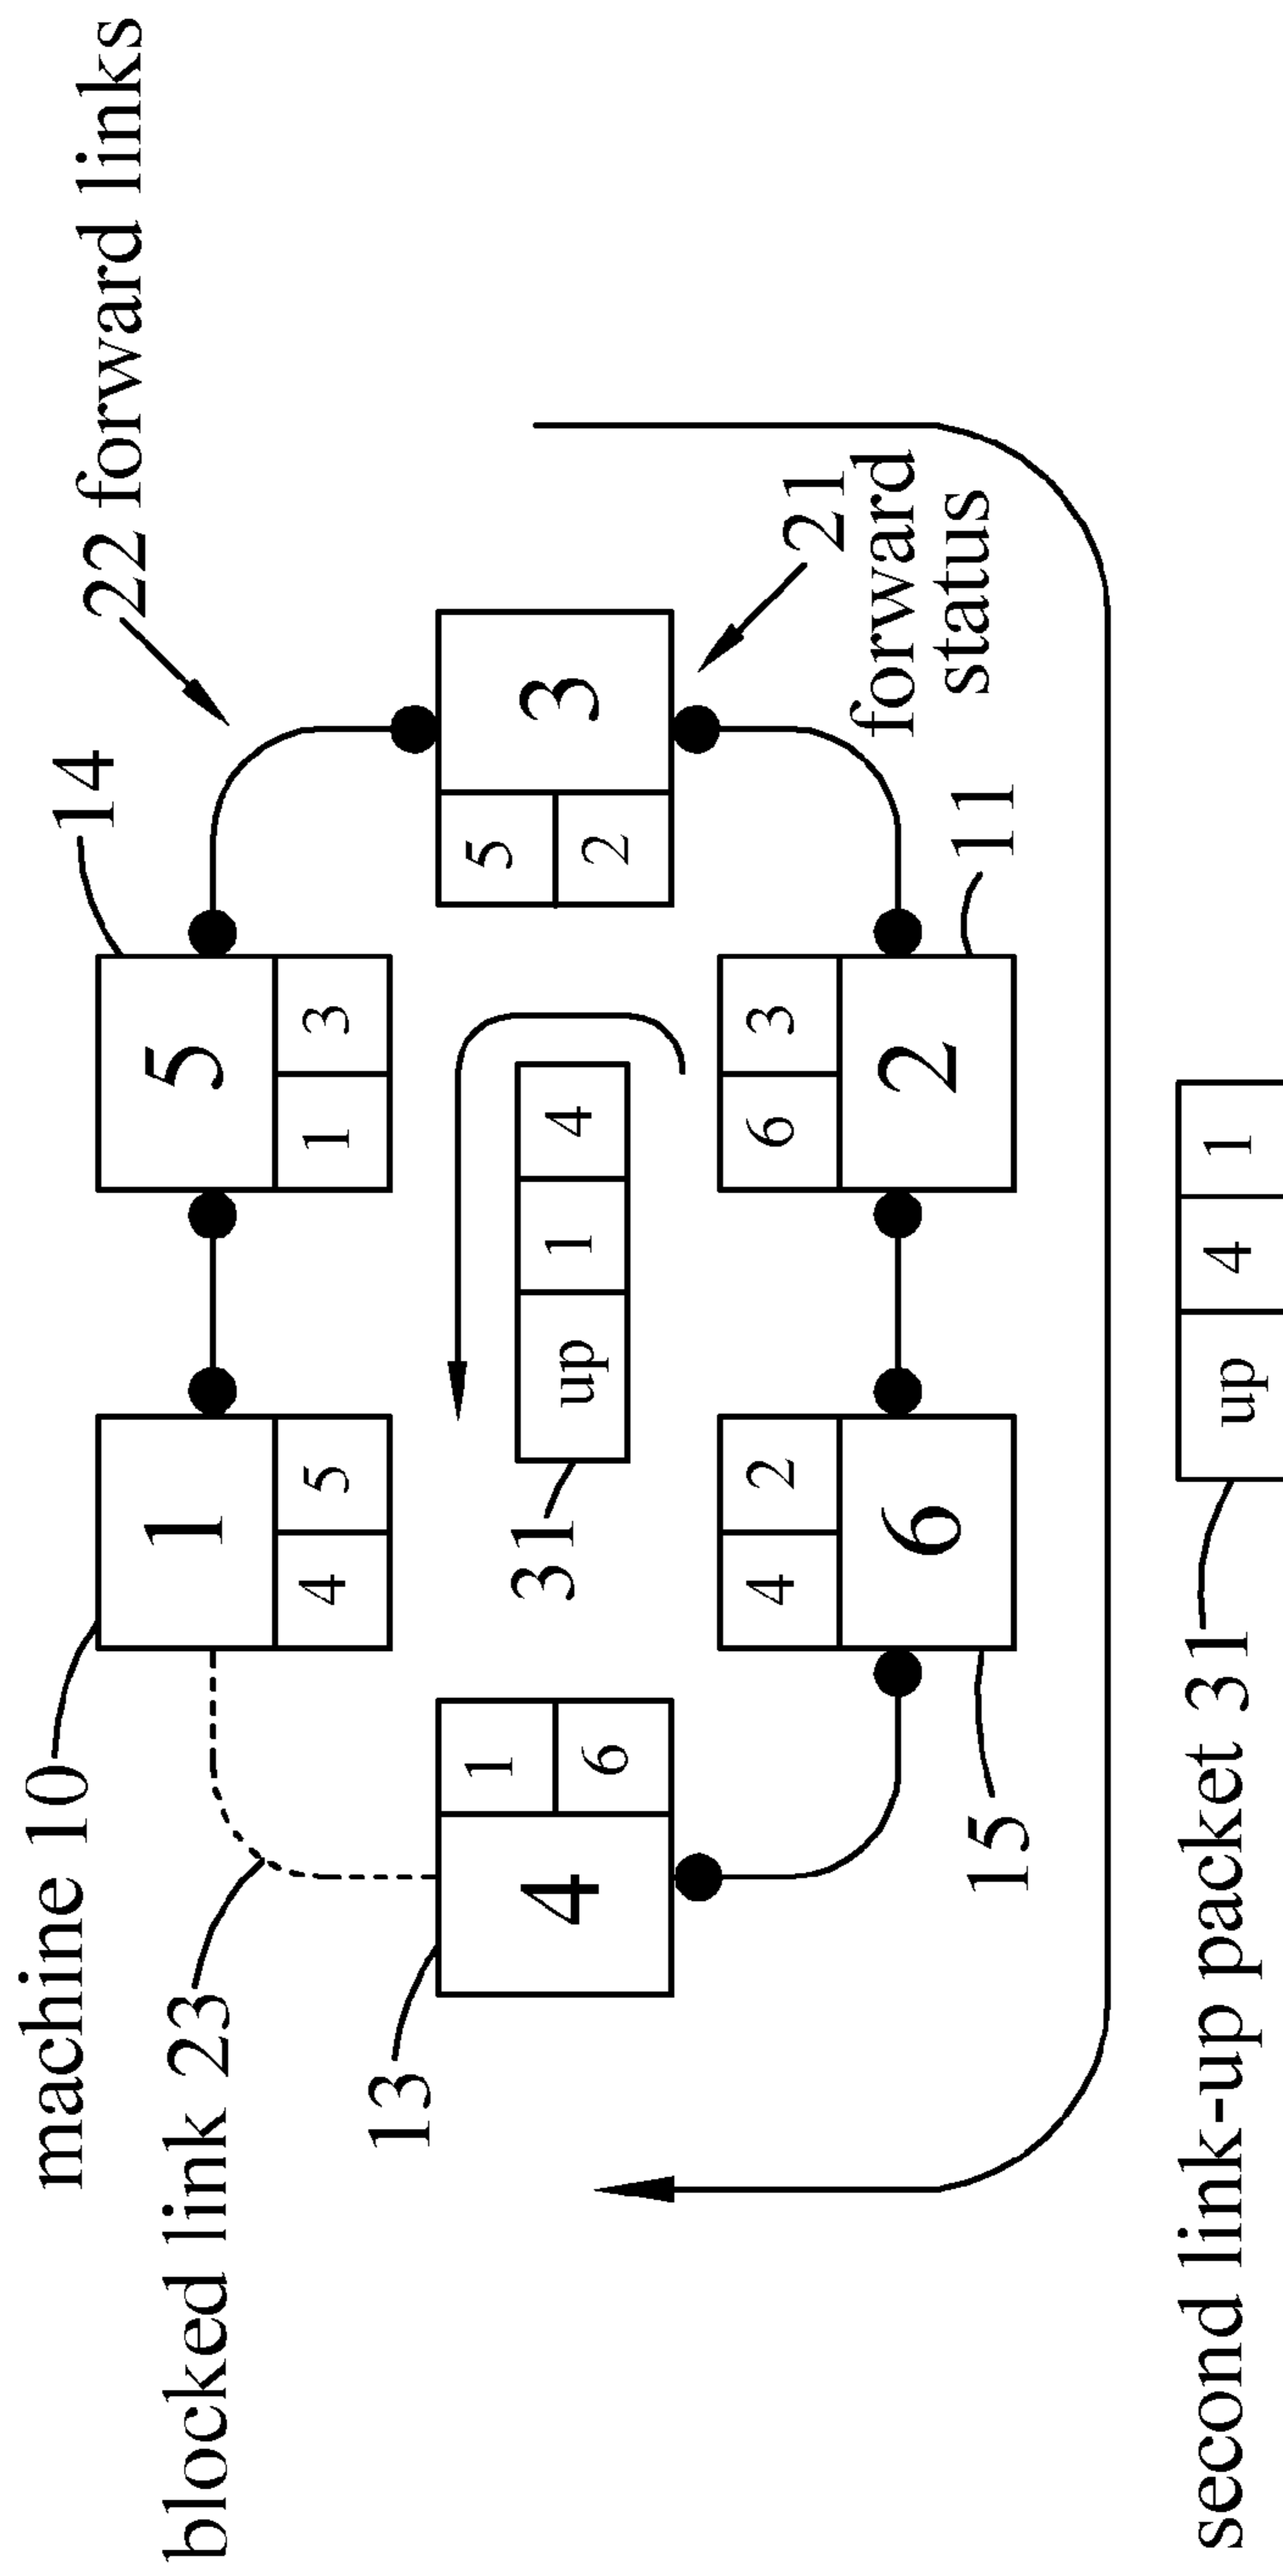 machine 10
14
22 forward links
blocked link 23
1
5
4 5
1 3
13
4
1
6
31
up 1 4
5
2
3
21
forward
status
4 2
6 3
6
2
15
11
second link-up packet 31
up 4 1